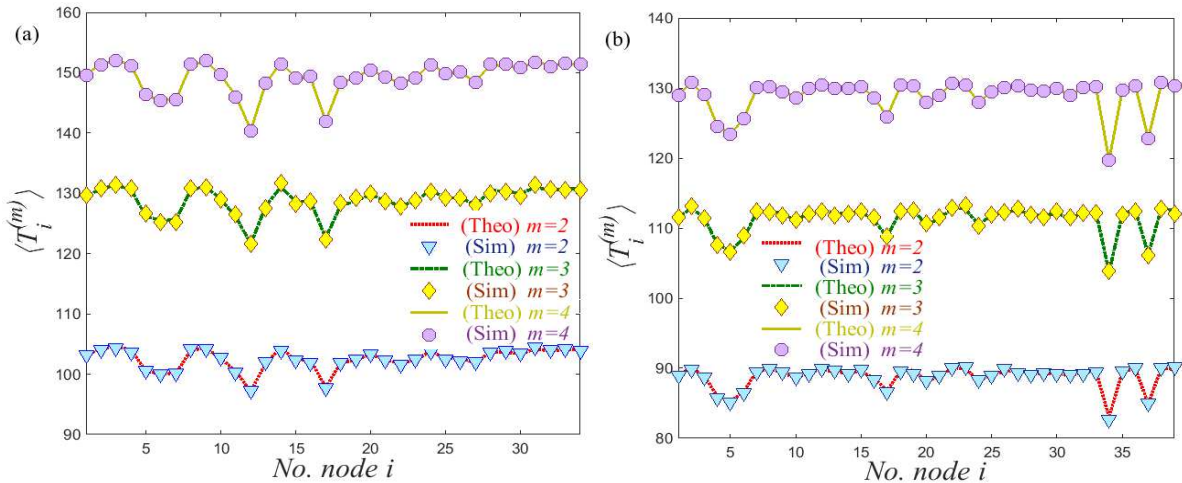 (a)
160
150
140
130
120
110
100
90
⟨T_i^(m)⟩
(Theo) m=2
(Sim) m=2
(Theo) m=3
(Sim) m=3
(Theo) m=4
(Sim) m=4
5 10 15 20 25 30
No. node i
(b)
140
130
120
110
100
90
80
⟨T_i^(m)⟩
(Theo) m=2
(Sim) m=2
(Theo) m=3
(Sim) m=3
(Theo) m=4
(Sim) m=4
5 10 15 20 25 30 35
No. node i